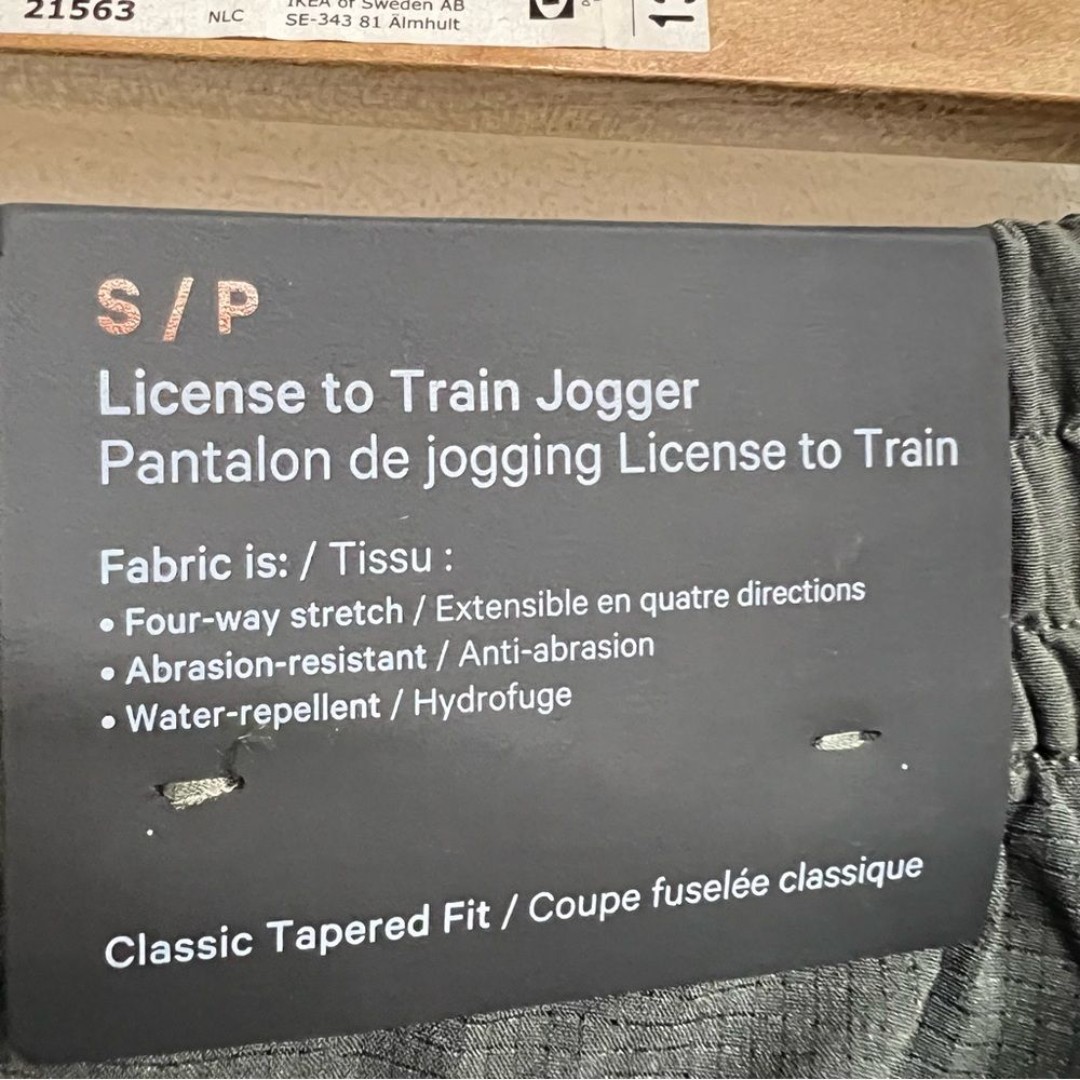 21563
NLC
IKEA of Sweden AB
SE-343 81 Älmhult
S / P
License to Train Jogger
Pantalon de jogging License to Train
Fabric is: / Tissu :
• Four-way stretch / Extensible en quatre directions
• Abrasion-resistant / Anti-abrasion
• Water-repellent / Hydrofuge
Classic Tapered Fit / Coupe fuselée classique